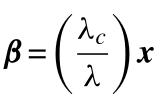 𝜷 = (λ_c / λ) 𝒙